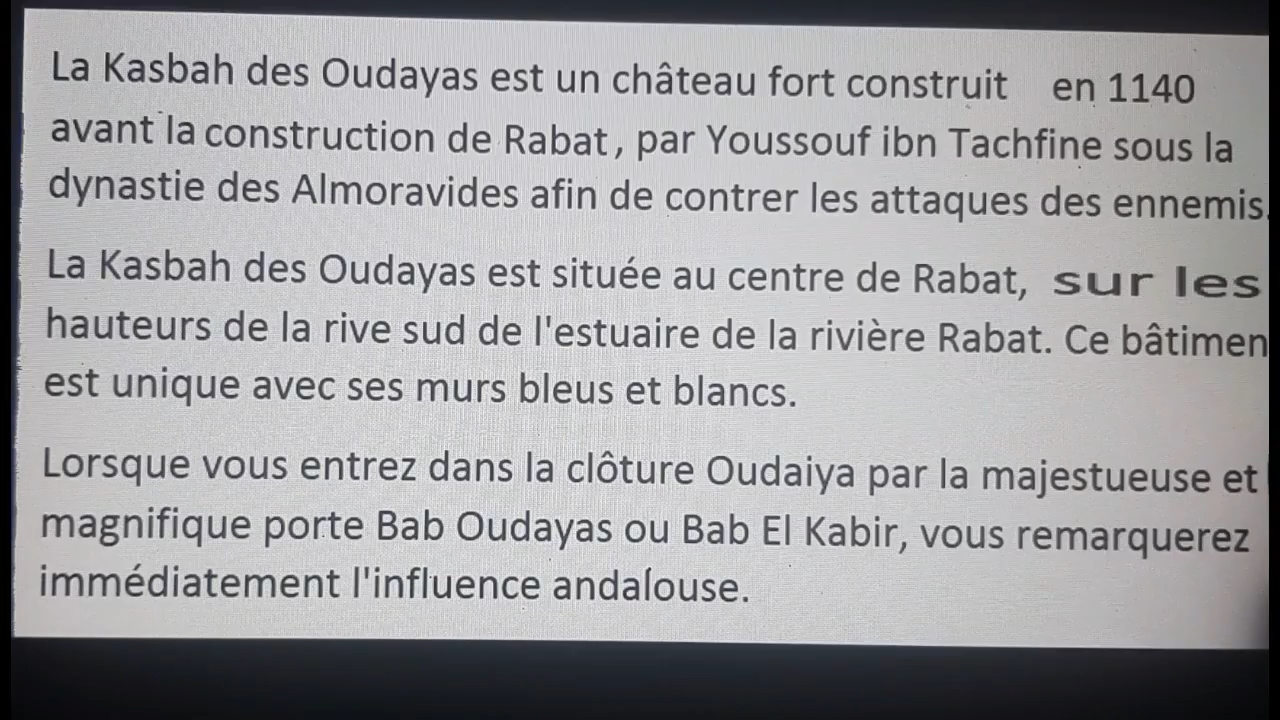 La Kasbah des Oudayas est un château fort construit en 1140
avant la construction de Rabat, par Youssouf ibn Tachfine sous la
dynastie des Almoravides afin de contrer les attaques des ennemis.
La Kasbah des Oudayas est située au centre de Rabat, sur les
hauteurs de la rive sud de l'estuaire de la rivière Rabat. Ce bâtimen
est unique avec ses murs bleus et blancs.
Lorsque vous entrez dans la clôture Oudaiya par la majestueuse et
magnifique porte Bab Oudayas ou Bab El Kabir, vous remarquerez
immédiatement l'influence andalouse.